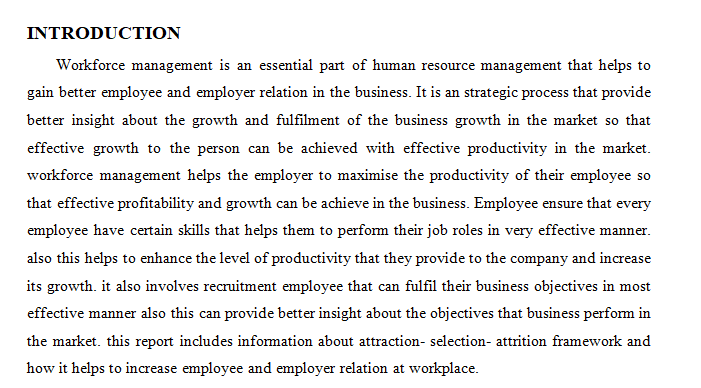 INTRODUCTION
Workforce management is an essential part of human resource management that helps to
gain better employee and employer relation in the business. It is an strategic process that provide
better insight about the growth and fulfilment of the business growth in the market so that
effective growth to the person can be achieved with effective productivity in the market.
workforce management helps the employer to maximise the productivity of their employee so
that effective profitability and growth can be achieve in the business. Employee ensure that every
employee have certain skills that helps them to perform their job roles in very effective manner.
also this helps to enhance the level of productivity that they provide to the company and increase
its growth. it also involves recruitment employee that can fulfil their business objectives in most
effective manner also this can provide better insight about the objectives that business perform in
the market. this report includes information about attraction- selection- attrition framework and
how it helps to increase employee and employer relation at workplace.